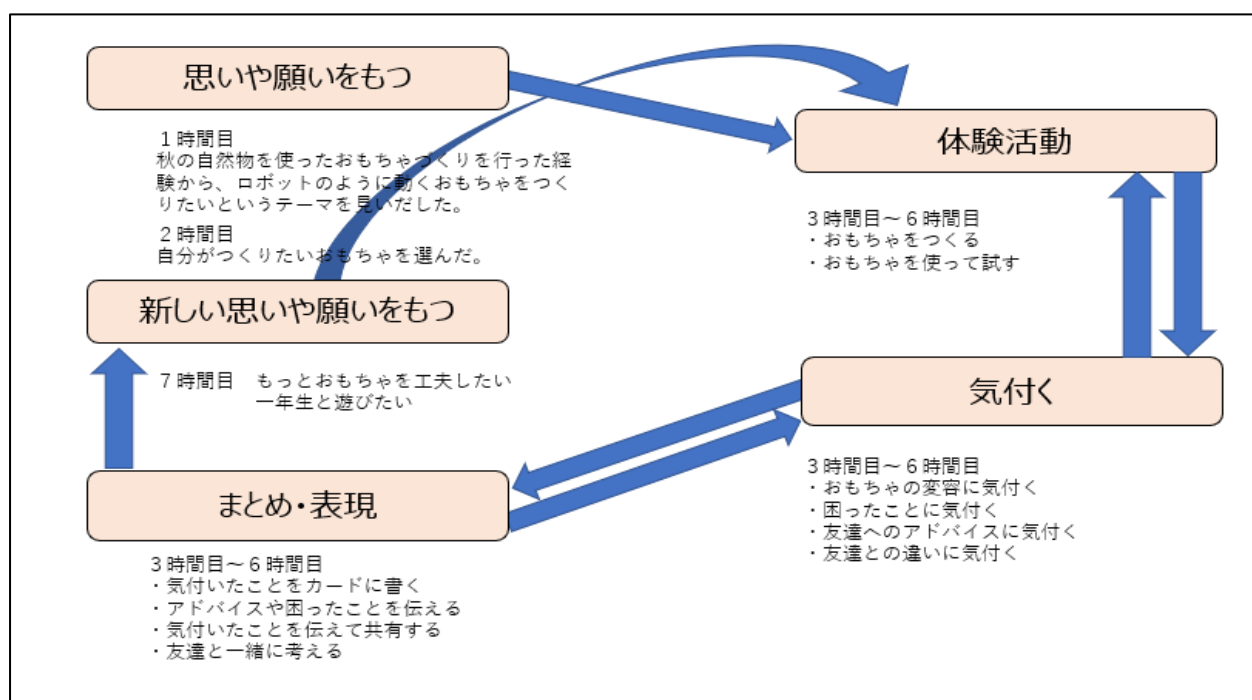 思いや願いをもつ
1時間目
秋の自然物を使ったおもちゃづくりを行った経
験から、ロボットのように動くおもちゃをつく
りたいというテーマを見いだした。
2時間目
自分がつくりたいおもちゃを選んだ。
体験活動
3時間目~6時間目
・おもちゃをつくる
・おもちゃを使って試す
新しい思いや願いをもつ
7時間目 もっとおもちゃを工夫したい
一年生と遊びたい
気付く
3時間目~6時間目
・おもちゃの変容に気付く
・困ったことに気付く
・友達へのアドバイスに気付く
・友達との違いに気付く
まとめ・表現
3時間目~6時間目
・気付いたことをカードに書く
・アドバイスや困ったことを伝える
・気付いたことを伝えて共有する
・友達と一緒に考える